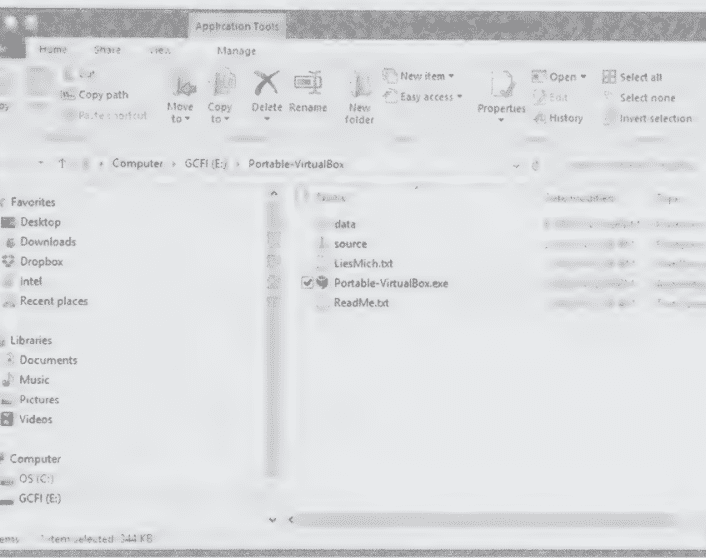 Application Tools
Home Share View Manage
Cut
Copy path
Paste shortcut
Move to
Copy to
Delete
Rename
New folder
New item
Easy access
Properties
Open
Edit
History
Select all
Select none
Invert selection
Computer GCFI (E:) Portable-VirtualBox
Favorites
Desktop
Downloads
Dropbox
Intel
Recent places
Libraries
Documents
Music
Pictures
Videos
Computer
OS (C:)
GCFI (E:)
Name Date modified Type
data
source
LiesMich.txt
Portable-VirtualBox.exe
ReadMe.txt
1 item selected 344 KB